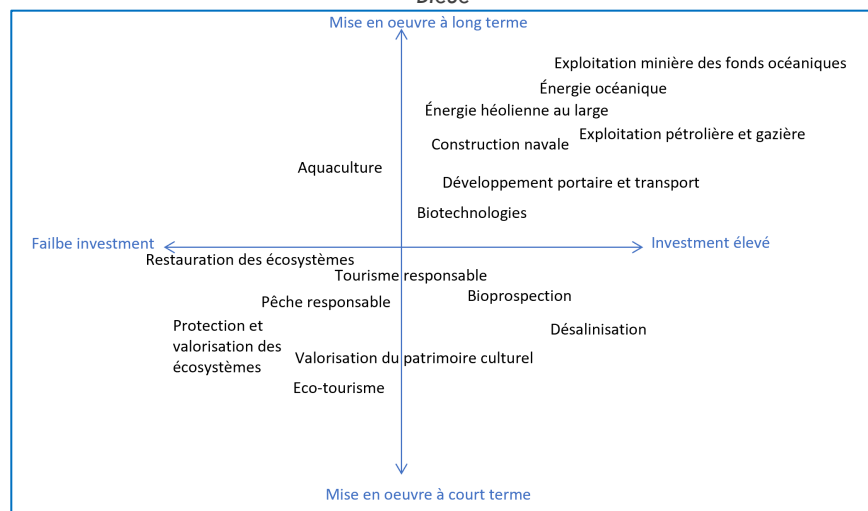 Mise en oeuvre à long terme
Exploitation minière des fonds océaniques
Énergie océanique
Énergie héolienne au large
Exploitation pétrolière et gazière
Construction navale
Aquaculture
Développement portaire et transport
Biotechnologies
Failbe investment
Investment élevé
Restauration des écosystèmes
Tourisme responsable
Bioprospection
Pêche responsable
Protection et
valorisation des
écosystèmes
Désalinisation
Valorisation du patrimoire culturel
Eco-tourisme
Mise en oeuvre à court terme